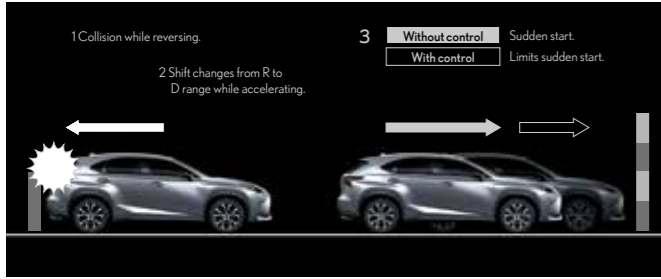 1 Collision while reversing.
2 Shift changes from R to
D range while accelerating.
3
Without control Sudden start.
With control Limits sudden start.